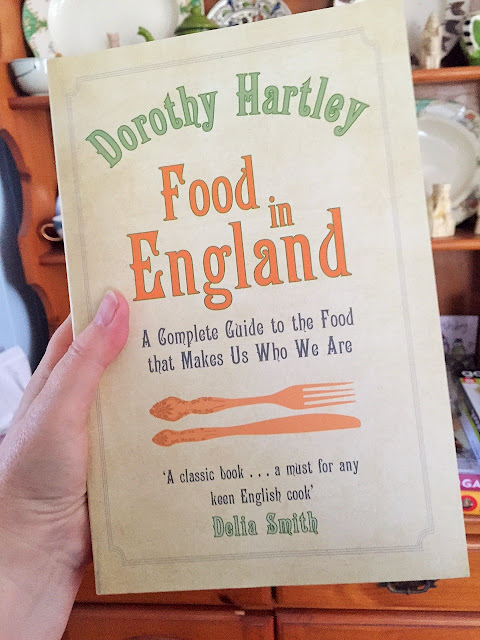 Dorothy Hartley
Food
in
England
A Complete Guide to the Food
that Makes Us Who We Are
‘A classic book . . . a must for any
keen English cook’
Delia Smith